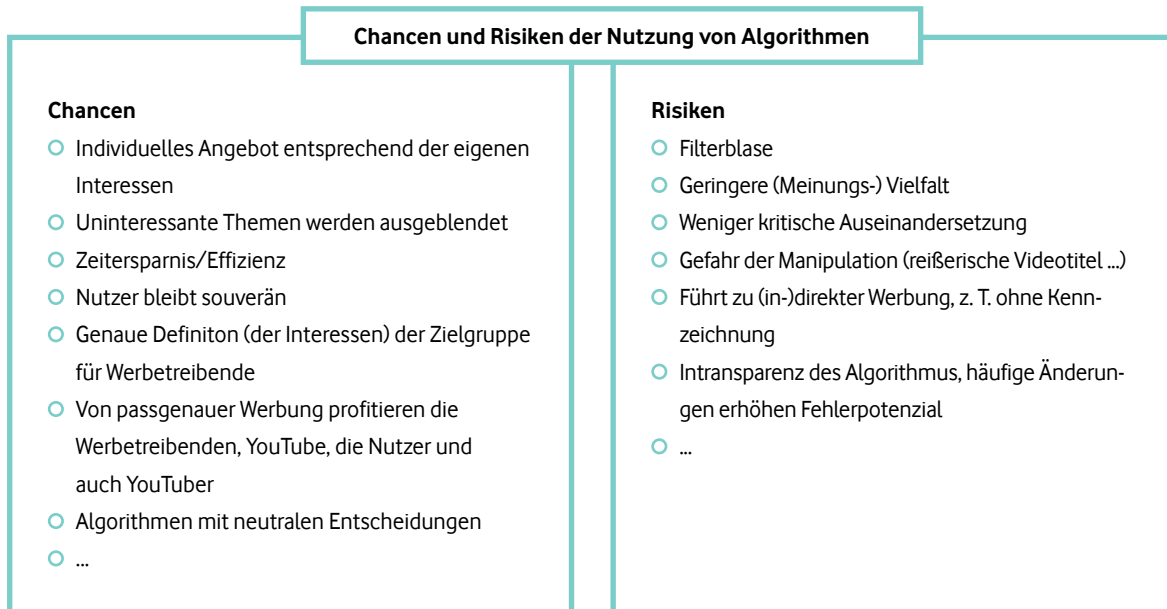 Chancen und Risiken der Nutzung von Algorithmen
Chancen
Individuelles Angebot entsprechend der eigenen
Interessen
Uninteressante Themen werden ausgeblendet
Zeitersparnis/Effizienz
Nutzer bleibt souverän
Genaue Definiton (der Interessen) der Zielgruppe
für Werbetreibende
Von passgenauer Werbung profitieren die
Werbetreibenden, YouTube, die Nutzer und
auch YouTuber
Algorithmen mit neutralen Entscheidungen
...
Risiken
Filterblase
Geringere (Meinungs-) Vielfalt
Weniger kritische Auseinandersetzung
Gefahr der Manipulation (reißerische Videotitel ...)
Führt zu (in-)direkter Werbung, z. T. ohne Kenn-
zeichnung
Intransparenz des Algorithmus, häufige Änderun-
gen erhöhen Fehlerpotenzial
...